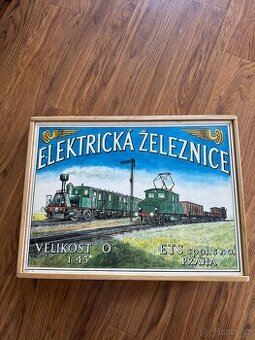 ELEKTRICKÁ ŽELEZNICE
VELIKOST "O"
1:45
ETS spol. s r.o.
PRAHA